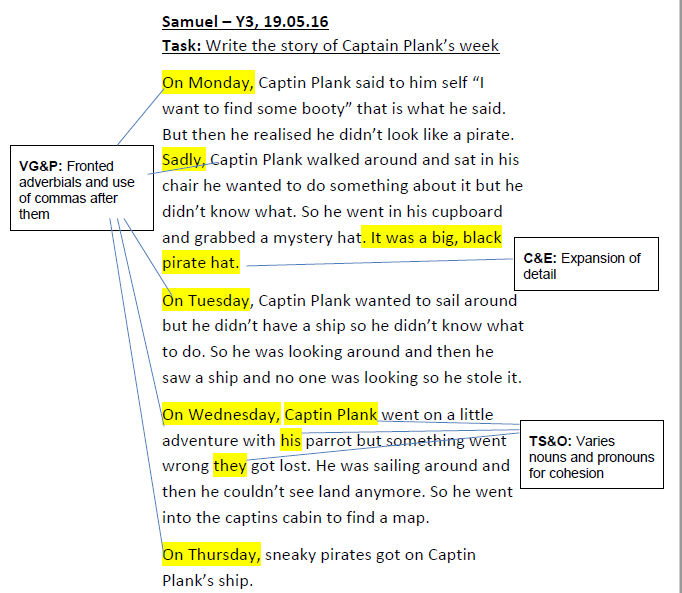 Samuel – Y3, 19.05.16
Task: Write the story of Captain Plank's week
On Monday, Captin Plank said to him self "I
want to find some booty" that is what he said.
But then he realised he didn't look like a pirate.
Sadly, Captin Plank walked around and sat in his
chair he wanted to do something about it but he
didn't know what. So he went in his cupboard
and grabbed a mystery hat. It was a big, black
pirate hat.
VG&P: Fronted
adverbials and use
of commas after
them
C&E: Expansion of
detail
On Tuesday, Captin Plank wanted to sail around
but he didn't have a ship so he didn't know what
to do. So he was looking around and then he
saw a ship and no one was looking so he stole it.
On Wednesday, Captin Plank went on a little
adventure with his parrot but something went
wrong they got lost. He was sailing around and
then he couldn't see land anymore. So he went
into the captins cabin to find a map.
TS&O: Varies
nouns and pronouns
for cohesion
On Thursday, sneaky pirates got on Captin
Plank's ship.